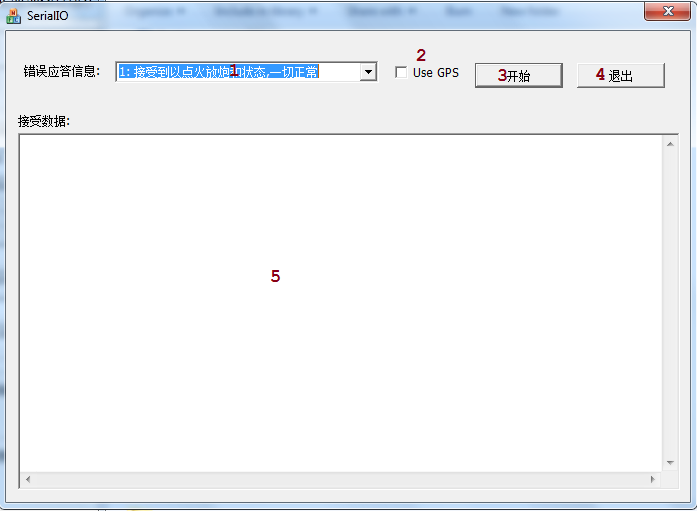 SerialIO
错误应答信息:
1: 接受到以点火放炮的状态,一切正常
1
2
Use GPS
3
开始
4
退出
接受数据:
5